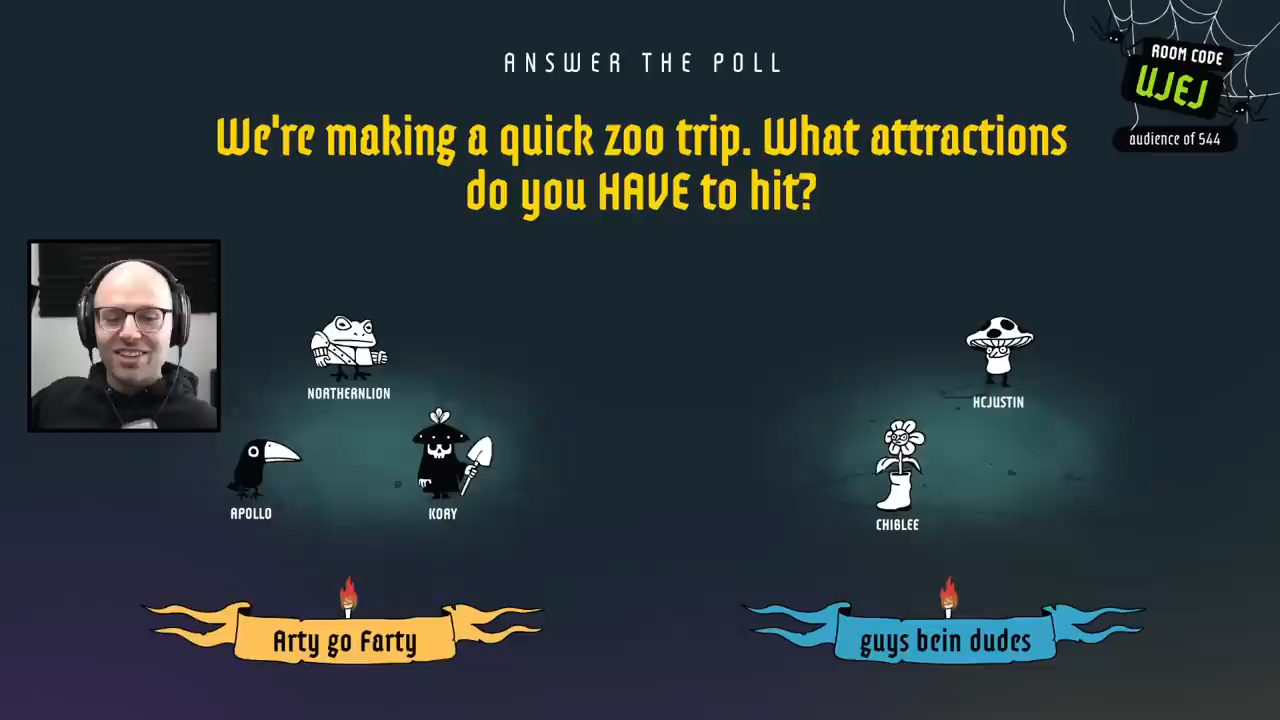 ANSWER THE POLL
ROOM CODE
UJEJ
audience of 544
We're making a quick zoo trip. What attractions
do you HAVE to hit?
NORTHERNLION
HCJUSTIN
APOLLO
KORY
CHIBLEE
Arty go Farty
guys bein dudes